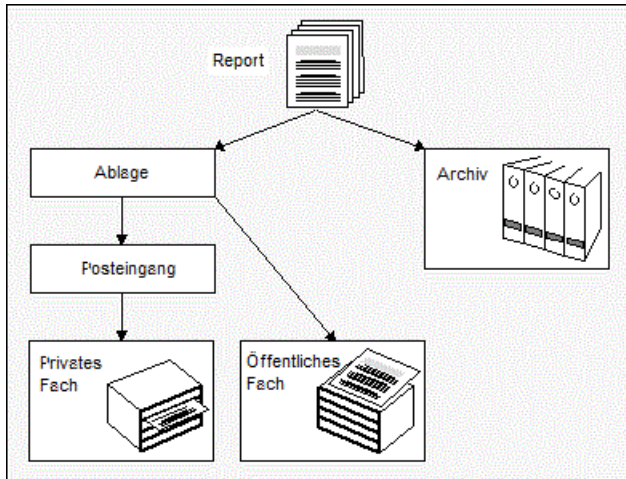 Report
Ablage
Archiv
Posteingang
Privates
Fach
Öffentliches
Fach